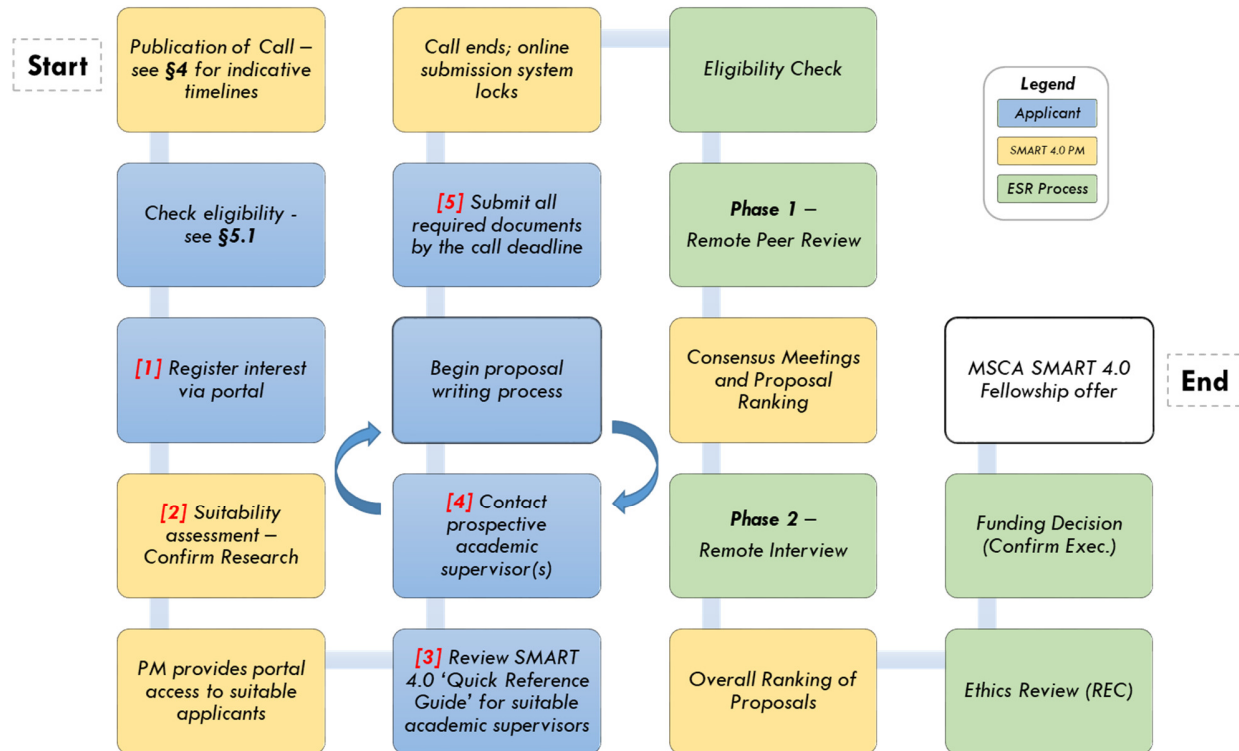 Start
Publication of Call –
see §4 for indicative
timelines
Check eligibility -
see §5.1
[1] Register interest
via portal
[2] Suitability
assessment –
Confirm Research
PM provides portal
access to suitable
applicants
[3] Review SMART
4.0 ‘Quick Reference
Guide’ for suitable
academic supervisors
[4] Contact
prospective
academic
supervisor(s)
Begin proposal
writing process
[5] Submit all
required documents
by the call deadline
Call ends; online
submission system
locks
Eligibility Check
Phase 1 –
Remote Peer Review
Consensus Meetings
and Proposal
Ranking
Phase 2 –
Remote Interview
Overall Ranking of
Proposals
Ethics Review (REC)
Funding Decision
(Confirm Exec.)
MSCA SMART 4.0
Fellowship offer
End
Legend
Applicant
SMART 4.0 PM
ESR Process